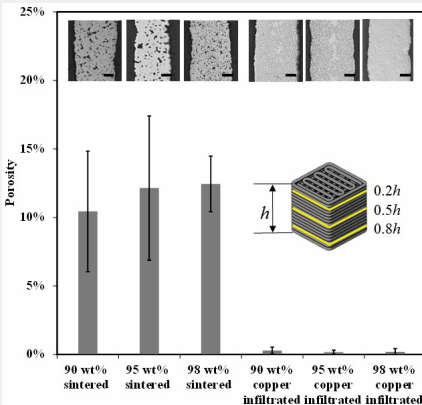 25%
20%
15%
10%
5%
0%
Porosity
h
0.2h
0.5h
0.8h
90 wt%
sintered
95 wt%
sintered
98 wt%
sintered
90 wt%
copper
infiltrated
95 wt%
copper
infiltrated
98 wt%
copper
infiltrated